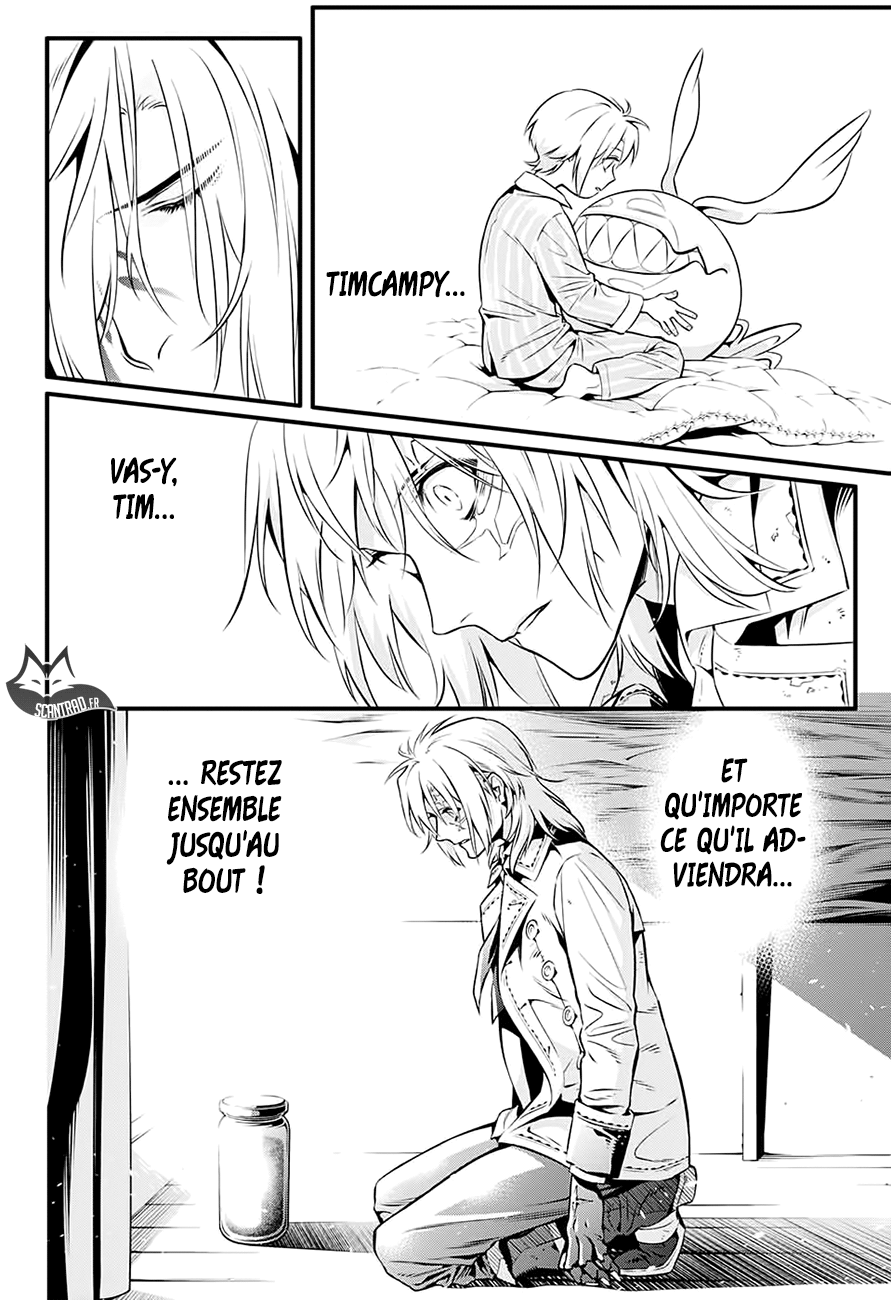 TIMCAMPY...
VAS-Y,
TIM...
SCANTRAD.FR
ET
QU'IMPORTE
CE QU'IL AD-
VIENDRA...
... RESTEZ
ENSEMBLE
JUSQU'AU
BOUT !